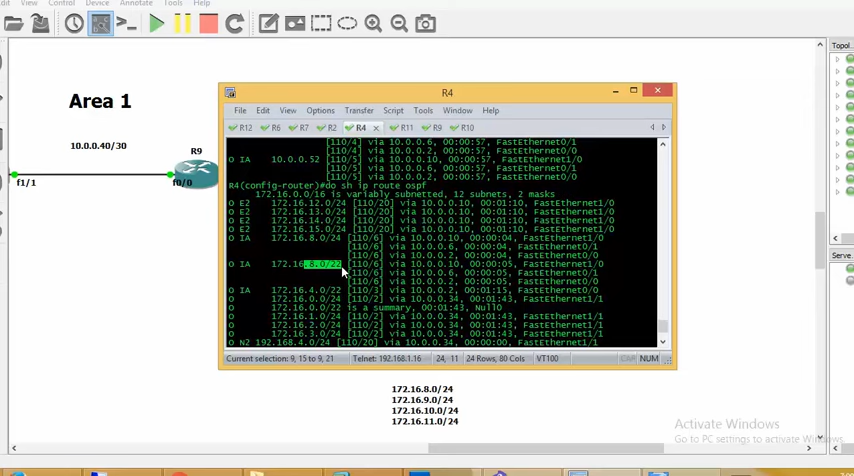 dit View Control Device Annotate Tools Help
Topol
Area 1
10.0.0.40/30
R9
f1/1
f0/0
R4
File Edit View Options Transfer Script Tools Window Help
R12 R6 R7 R2 R4 R11 R9 R10
[110/4] via 10.0.0.6, 00:00:57, FastEthernet0/1
[110/4] via 10.0.0.2, 00:00:57, FastEthernet0/0
O IA 10.0.0.52 [110/5] via 10.0.0.10, 00:00:57, FastEthernet1/0
[110/5] via 10.0.0.6, 00:00:57, FastEthernet0/1
[110/5] via 10.0.0.2, 00:00:57, FastEthernet0/0
R4(config-router)#do sh ip route ospf
172.16.0.0/16 is variably subnetted, 12 subnets, 2 masks
O E2 172.16.12.0/24 [110/20] via 10.0.0.10, 00:01:10, FastEthernet1/0
O E2 172.16.13.0/24 [110/20] via 10.0.0.10, 00:01:10, FastEthernet1/0
O E2 172.16.14.0/24 [110/20] via 10.0.0.10, 00:01:10, FastEthernet1/0
O E2 172.16.15.0/24 [110/20] via 10.0.0.10, 00:01:10, FastEthernet1/0
O IA 172.16.8.0/24 [110/6] via 10.0.0.10, 00:00:04, FastEthernet1/0
[110/6] via 10.0.0.6, 00:00:04, FastEthernet0/1
[110/6] via 10.0.0.2, 00:00:04, FastEthernet0/0
O IA 172.16.8.0/22 [110/6] via 10.0.0.10, 00:00:05, FastEthernet1/0
[110/6] via 10.0.0.6, 00:00:05, FastEthernet0/1
[110/6] via 10.0.0.2, 00:00:05, FastEthernet0/0
O IA 172.16.4.0/22 [110/3] via 10.0.0.2, 00:01:15, FastEthernet0/0
O 172.16.0.0/24 [110/2] via 10.0.0.34, 00:01:43, FastEthernet1/1
O 172.16.0.0/22 is a summary, 00:01:43, Null0
O 172.16.1.0/24 [110/2] via 10.0.0.34, 00:01:43, FastEthernet1/1
O 172.16.2.0/24 [110/2] via 10.0.0.34, 00:01:43, FastEthernet1/1
O 172.16.3.0/24 [110/2] via 10.0.0.34, 00:01:43, FastEthernet1/1
O N2 192.168.4.0/24 [110/20] via 10.0.0.34, 00:00:00, FastEthernet1/1
Current selection: 9, 15 to 9, 21 Telnet: 192.168.1.16 24, 11 24 Rows, 80 Cols VT100 CAP NUM
Serve
172.16.8.0/24
172.16.9.0/24
172.16.10.0/24
172.16.11.0/24
Activate Windows
Go to PC settings to activate Windows.